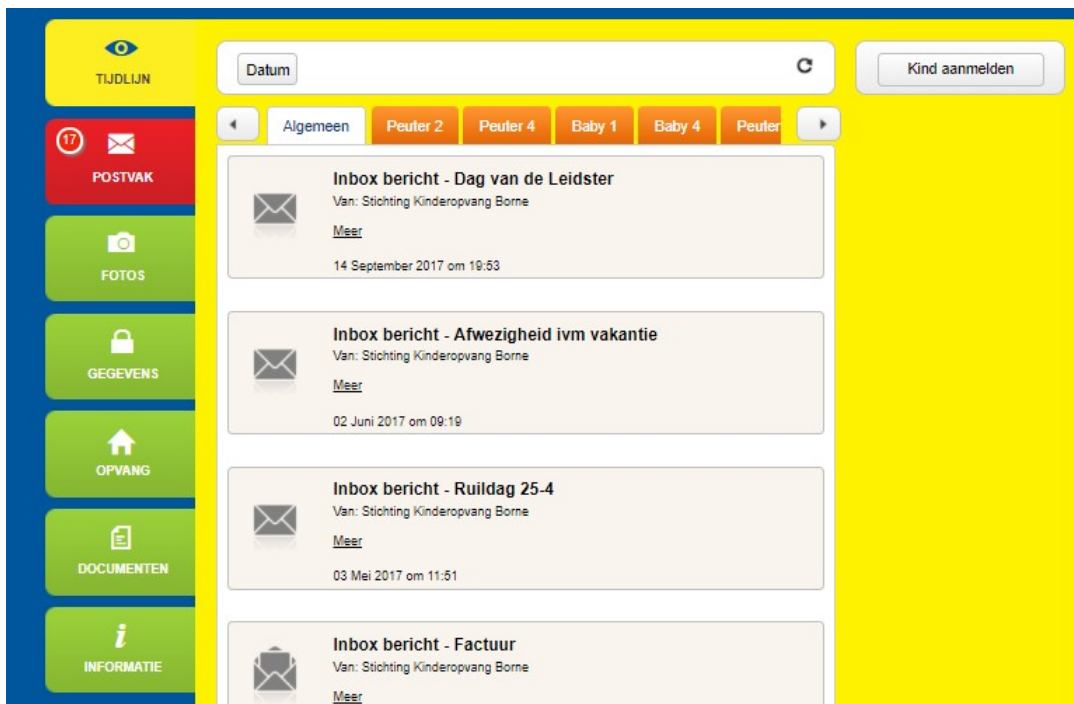 TIJDLIJN
17
POSTVAK
FOTOS
GEGEVENS
OPVANG
DOCUMENTEN
i
INFORMATIE
Datum
Kind aanmelden
Algemeen Peuter 2 Peuter 4 Baby 1 Baby 4 Peuter
Inbox bericht - Dag van de Leidster
Van: Stichting Kinderopvang Borne
Meer
14 September 2017 om 19:53
Inbox bericht - Afwezigheid ivm vakantie
Van: Stichting Kinderopvang Borne
Meer
02 Juni 2017 om 09:19
Inbox bericht - Ruildag 25-4
Van: Stichting Kinderopvang Borne
Meer
03 Mei 2017 om 11:51
Inbox bericht - Factuur
Van: Stichting Kinderopvang Borne
Meer